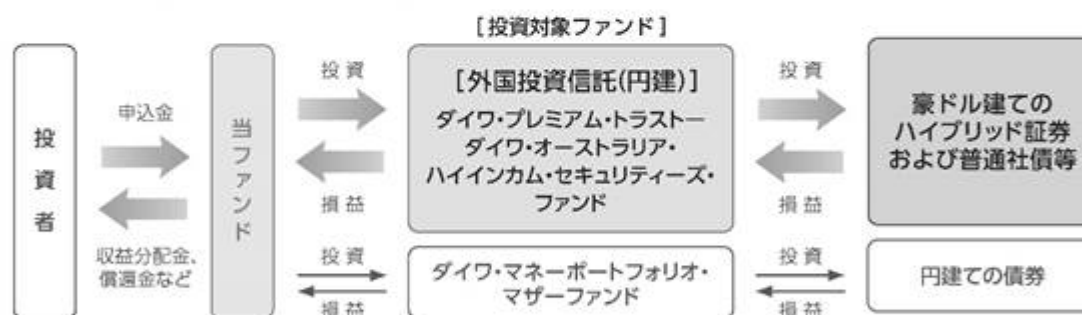 [投資対象ファンド]
投資者
申込金
収益分配金、
償還金など
当ファンド
投資
損益
[外国投資信託(円建)]
ダイワ・プレミアム・トラスト－
ダイワ・オーストラリア・
ハイインカム・セキュリティーズ・
ファンド
投資
損益
豪ドル建ての
ハイブリッド証券
および普通社債等
投資
損益
ダイワ・マネーポートフォリオ・
マザーファンド
投資
損益
円建ての債券